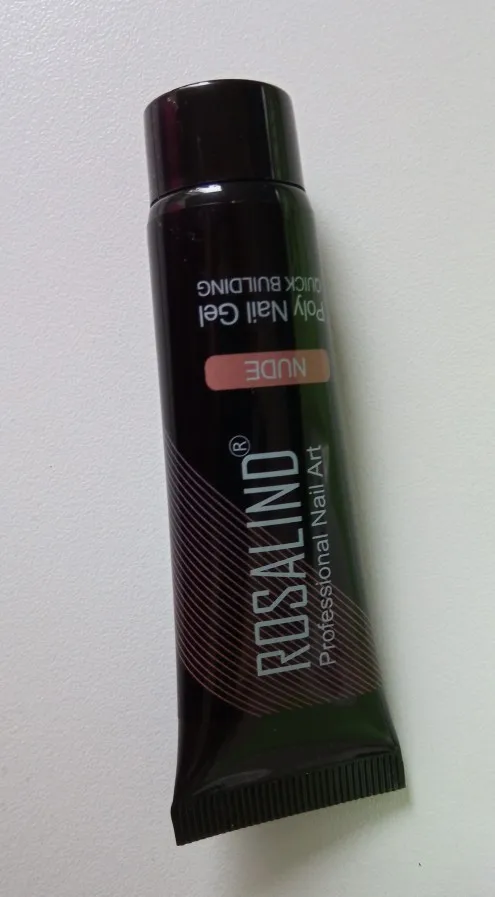 Poly Nail Gel
QUICK BUILDING
NUDE
ROSALIND®
Professional Nail Art